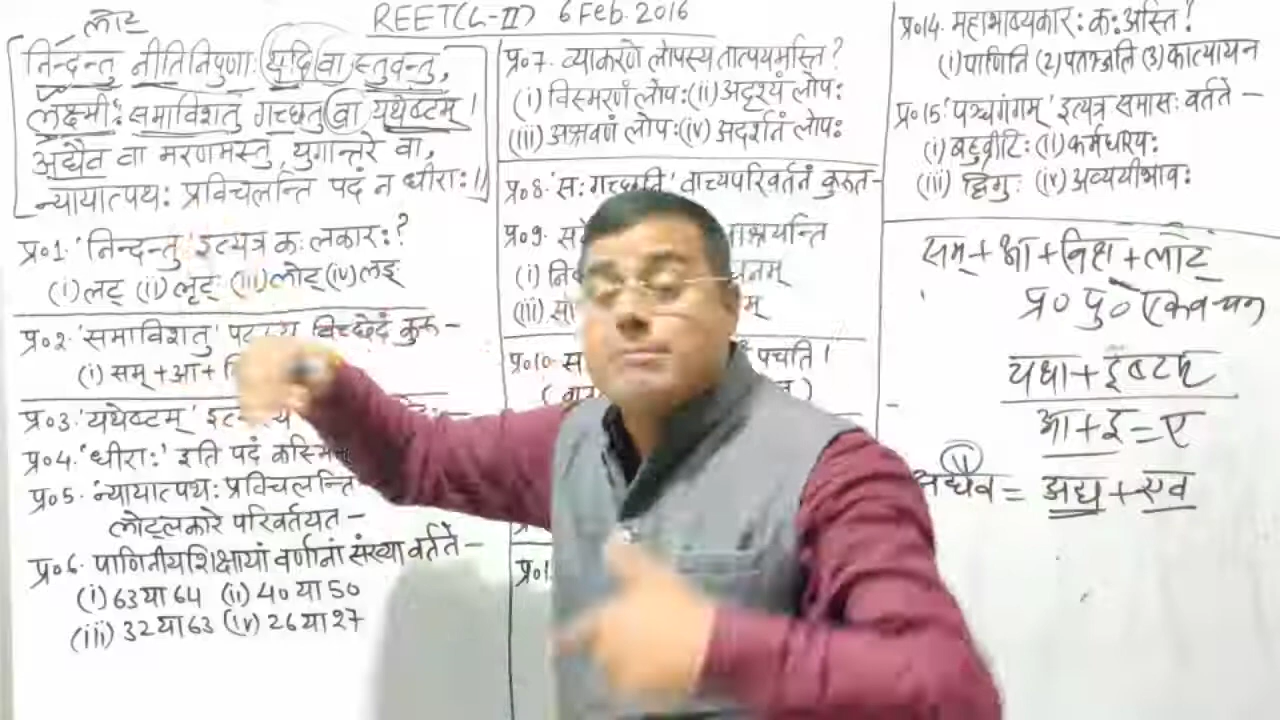 REET(L-II) 6 Feb. 2016
लोट्
निन्दन्तु नीतिनिपुणाः यदि वा स्तुवन्तु,
लक्ष्मीः समाविशतु गच्छतु वा यथेष्टम् ।
अद्यैव वा मरणमस्तु, युगान्तरे वा,
न्यायात्पथः प्रविचलन्ति पदं न धीराः ॥
प्र०1. 'निन्दन्तु' इत्यत्र कः लकारः?
(i) लट् (ii) लृट् (iii) लोट् (iv) लङ्
प्र०2. 'समाविशतु' विच्छेदं कुरु –
(i) सम् + आ +
प्र०3. 'यथेष्टम्'
प्र०4. 'धीराः' इति पदं
प्र०5. न्यायात्पथः प्रविचलन्ति
लोट्लकारे परिवर्तयत –
प्र०6. पाणिनीयशिक्षायां वर्णानां संख्या वर्तते –
(i) 63 या 64 (ii) 40 या 50
(iii) 32 या 63 (iv) 26 या 27
प्र०7. व्याकरणे लोपस्य तात्पर्यमस्ति?
(i) विस्मरणं लोपः (ii) अदृश्यं लोपः
(iii) अश्रवणं लोपः (iv) अदर्शनं लोपः
प्र०8. 'सः गच्छति' वाच्यपरिवर्तनं कुरुत –
प्र०9.
(i)
(iii)
प्र०10. पचति ।
प्र०14. महाभाष्यकारः कः अस्ति?
(i) पाणिनि (2) पतञ्जलि (3) कात्यायन
प्र०15. 'पञ्चगंगम्' इत्यत्र समासः वर्तते –
(i) बहुव्रीहिः (ii) कर्मधारयः
(iii) द्विगुः (iv) अव्ययीभावः
सम् + आ + विश + लोट्
प्र० पु० एकवचन
यथा + इष्टम्
आ + इ = ए
अद्यैव = अद्य + एव